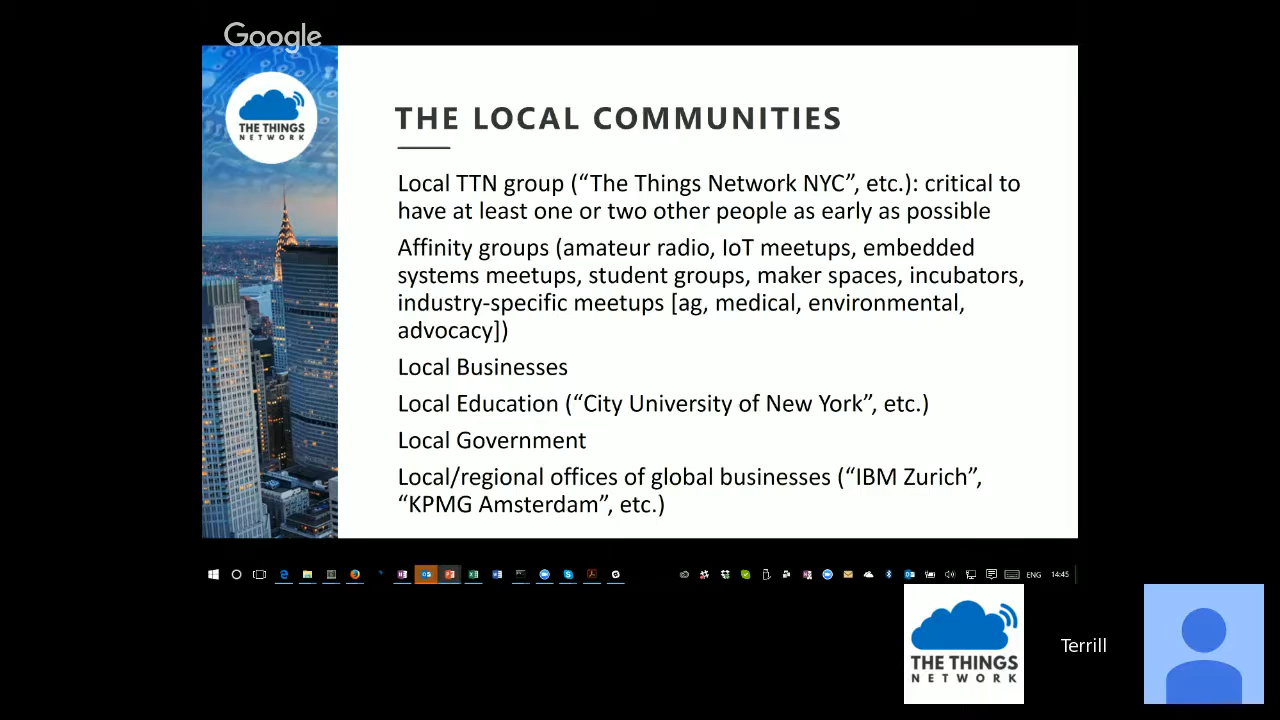 Google
THE THINGS
NETWORK
THE LOCAL COMMUNITIES
Local TTN group (“The Things Network NYC”, etc.): critical to
have at least one or two other people as early as possible
Affinity groups (amateur radio, IoT meetups, embedded
systems meetups, student groups, maker spaces, incubators,
industry-specific meetups [ag, medical, environmental,
advocacy])
Local Businesses
Local Education (“City University of New York”, etc.)
Local Government
Local/regional offices of global businesses (“IBM Zurich”,
“KPMG Amsterdam”, etc.)
ENG 14:45
THE THINGS
NETWORK
Terrill